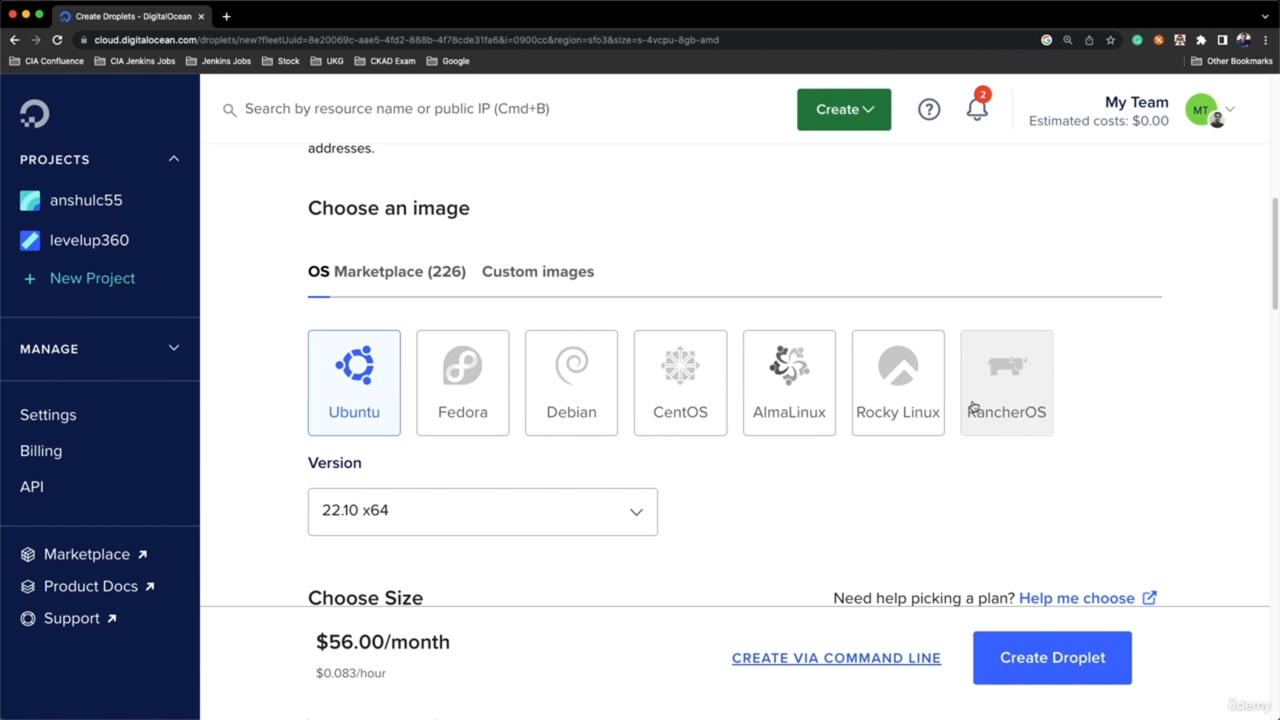 Create Droplets - DigitalOcean
cloud.digitalocean.com/droplets/new?fleetUuid=8e20069c-aae5-4fd2-888b-4f78cde31fa6&i=0900cc&region=sfo3&size=s-4vcpu-8gb-amd
CIA Confluence CIA Jenkins Jobs Jenkins Jobs Stock UKG CKAD Exam Google Other Bookmarks
Search by resource name or public IP (Cmd+B)
Create
2
My Team
Estimated costs: $0.00
MT
PROJECTS
anshulc55
levelup360
+ New Project
MANAGE
Settings
Billing
API
Marketplace
Product Docs
Support
addresses.
Choose an image
OS Marketplace (226) Custom images
Ubuntu Fedora Debian CentOS AlmaLinux Rocky Linux RancherOS
Version
22.10 x64
Choose Size
Need help picking a plan? Help me choose
$56.00/month
$0.083/hour
CREATE VIA COMMAND LINE
Create Droplet
ûdemy